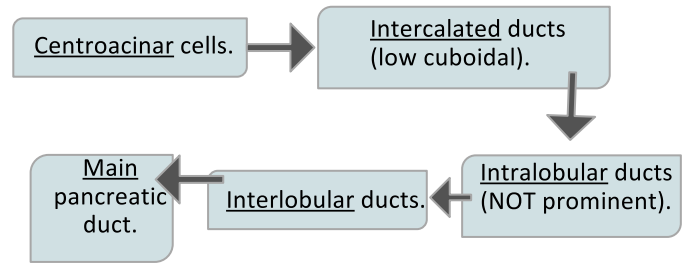 Centroacinar cells.
Intercalated ducts
(low cuboidal).
Intralobular ducts
(NOT prominent).
Interlobular ducts.
Main
pancreatic
duct.